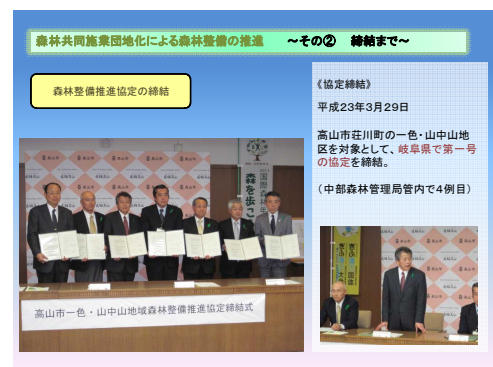 森林共同施業団地化による森林整備の推進　～その②　締結まで～
森林整備推進協定の締結
《協定締結》
平成23年3月29日
高山市荘川町の一色・山中山地
区を対象として、岐阜県で第一号
の協定を締結。
（中部森林管理局管内で4例目）
国際森林年
森を歩こ
高山市一色・山中山地域森林整備推進協定締結式